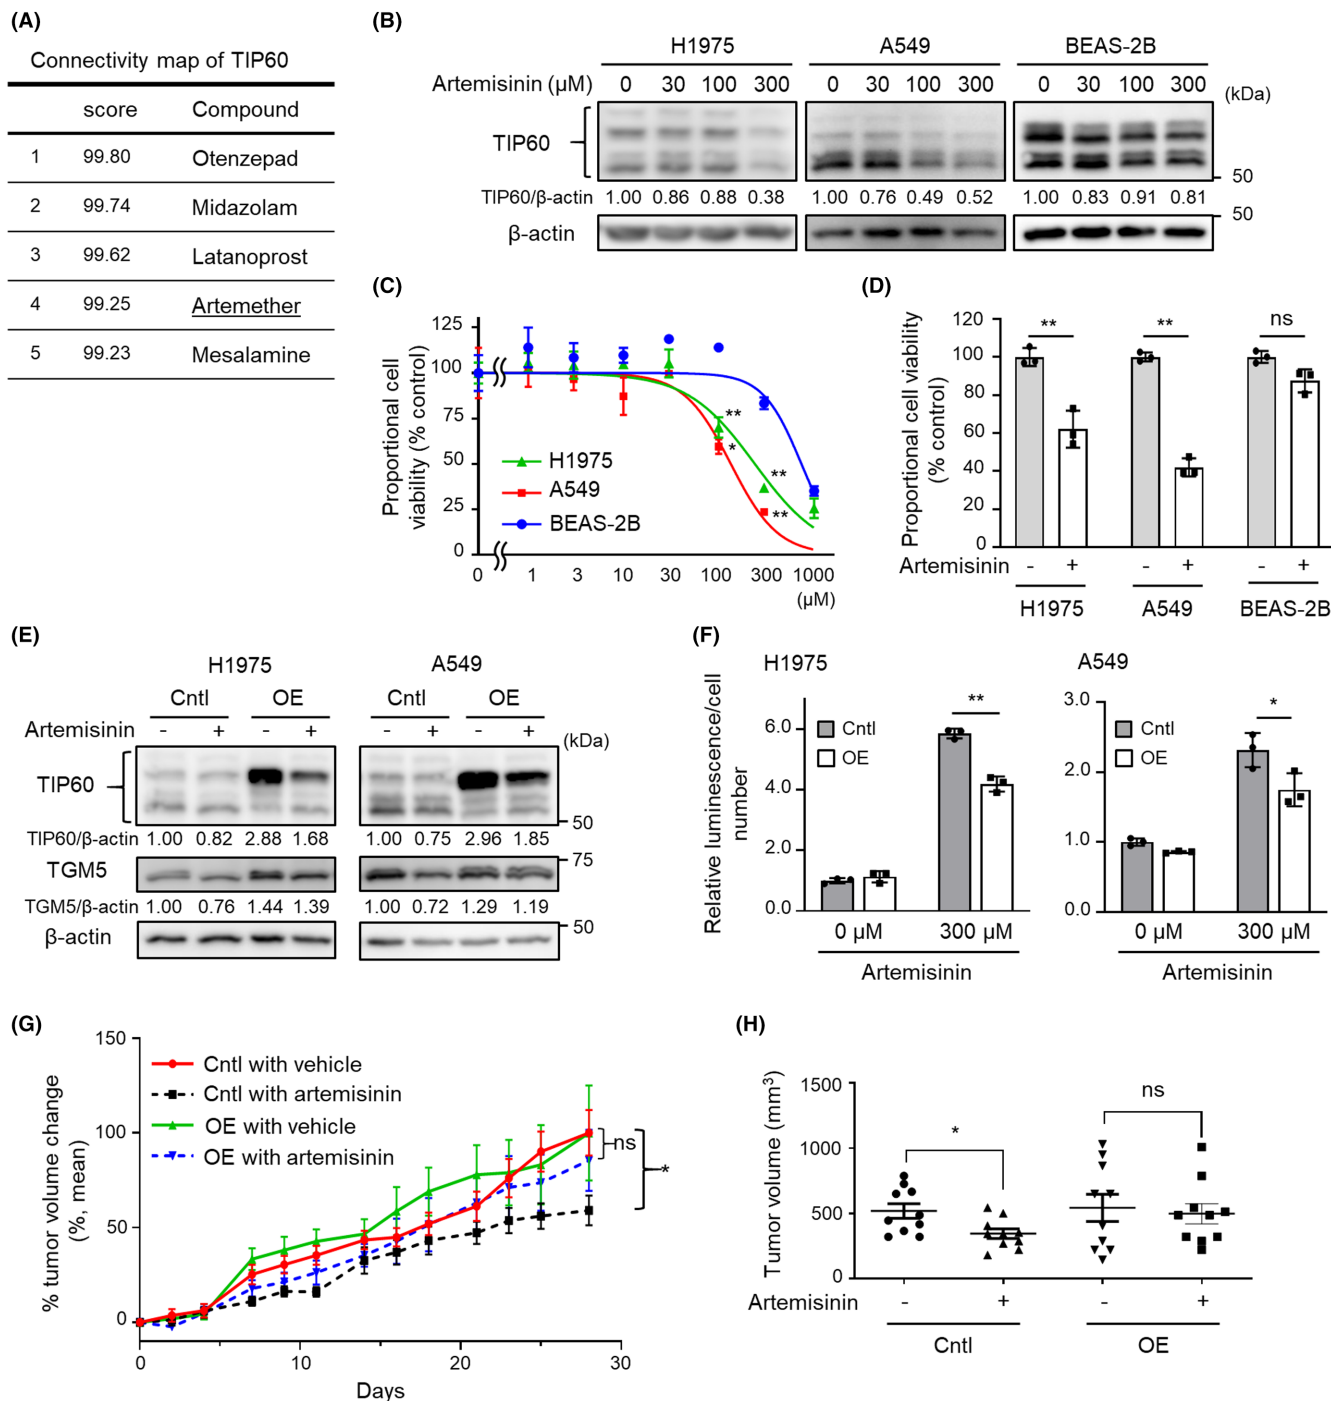 (A)
Connectivity map of TIP60
score Compound
1 99.80 Otenzepad
2 99.74 Midazolam
3 99.62 Latanoprost
4 99.25 Artemether
5 99.23 Mesalamine
(B)
H1975 A549 BEAS-2B
Artemisinin (µM) 0 30 100 300 0 30 100 300 0 30 100 300 (kDa)
TIP60
50
TIP60/β-actin 1.00 0.86 0.88 0.38 1.00 0.76 0.49 0.52 1.00 0.83 0.91 0.81
50
β-actin
(C)
Proportional cell
viability (% control)
125
100
75
50
25
0
H1975
A549
BEAS-2B
**
*
**
**
0 1 3 10 30 100 300 1000
(µM)
(D)
Proportional cell viability
(% control)
120
100
80
60
40
20
0
** ** ns
Artemisinin - + - + - +
H1975 A549 BEAS-2B
(E)
H1975 A549
Cntl OE Cntl OE
Artemisinin - + - + - + - + (kDa)
TIP60
50
TIP60/β-actin 1.00 0.82 2.88 1.68 1.00 0.75 2.96 1.85
75
TGM5
TGM5/β-actin 1.00 0.76 1.44 1.39 1.00 0.72 1.29 1.19
50
β-actin
(F)
H1975
Relative luminescence/cell
number
6.0
4.0
2.0
0.0
Cntl
OE
**
0 µM 300 µM
Artemisinin
A549
3.0
2.0
1.0
0.0
Cntl
OE
*
0 µM 300 µM
Artemisinin
(G)
% tumor volume change
(%, mean)
150
100
50
0
Cntl with vehicle
Cntl with artemisinin
OE with vehicle
OE with artemisinin
ns
*
0 10 20 30
Days
(H)
Tumor volume (mm³)
1500
1000
500
0
* ns
Artemisinin - + - +
Cntl OE